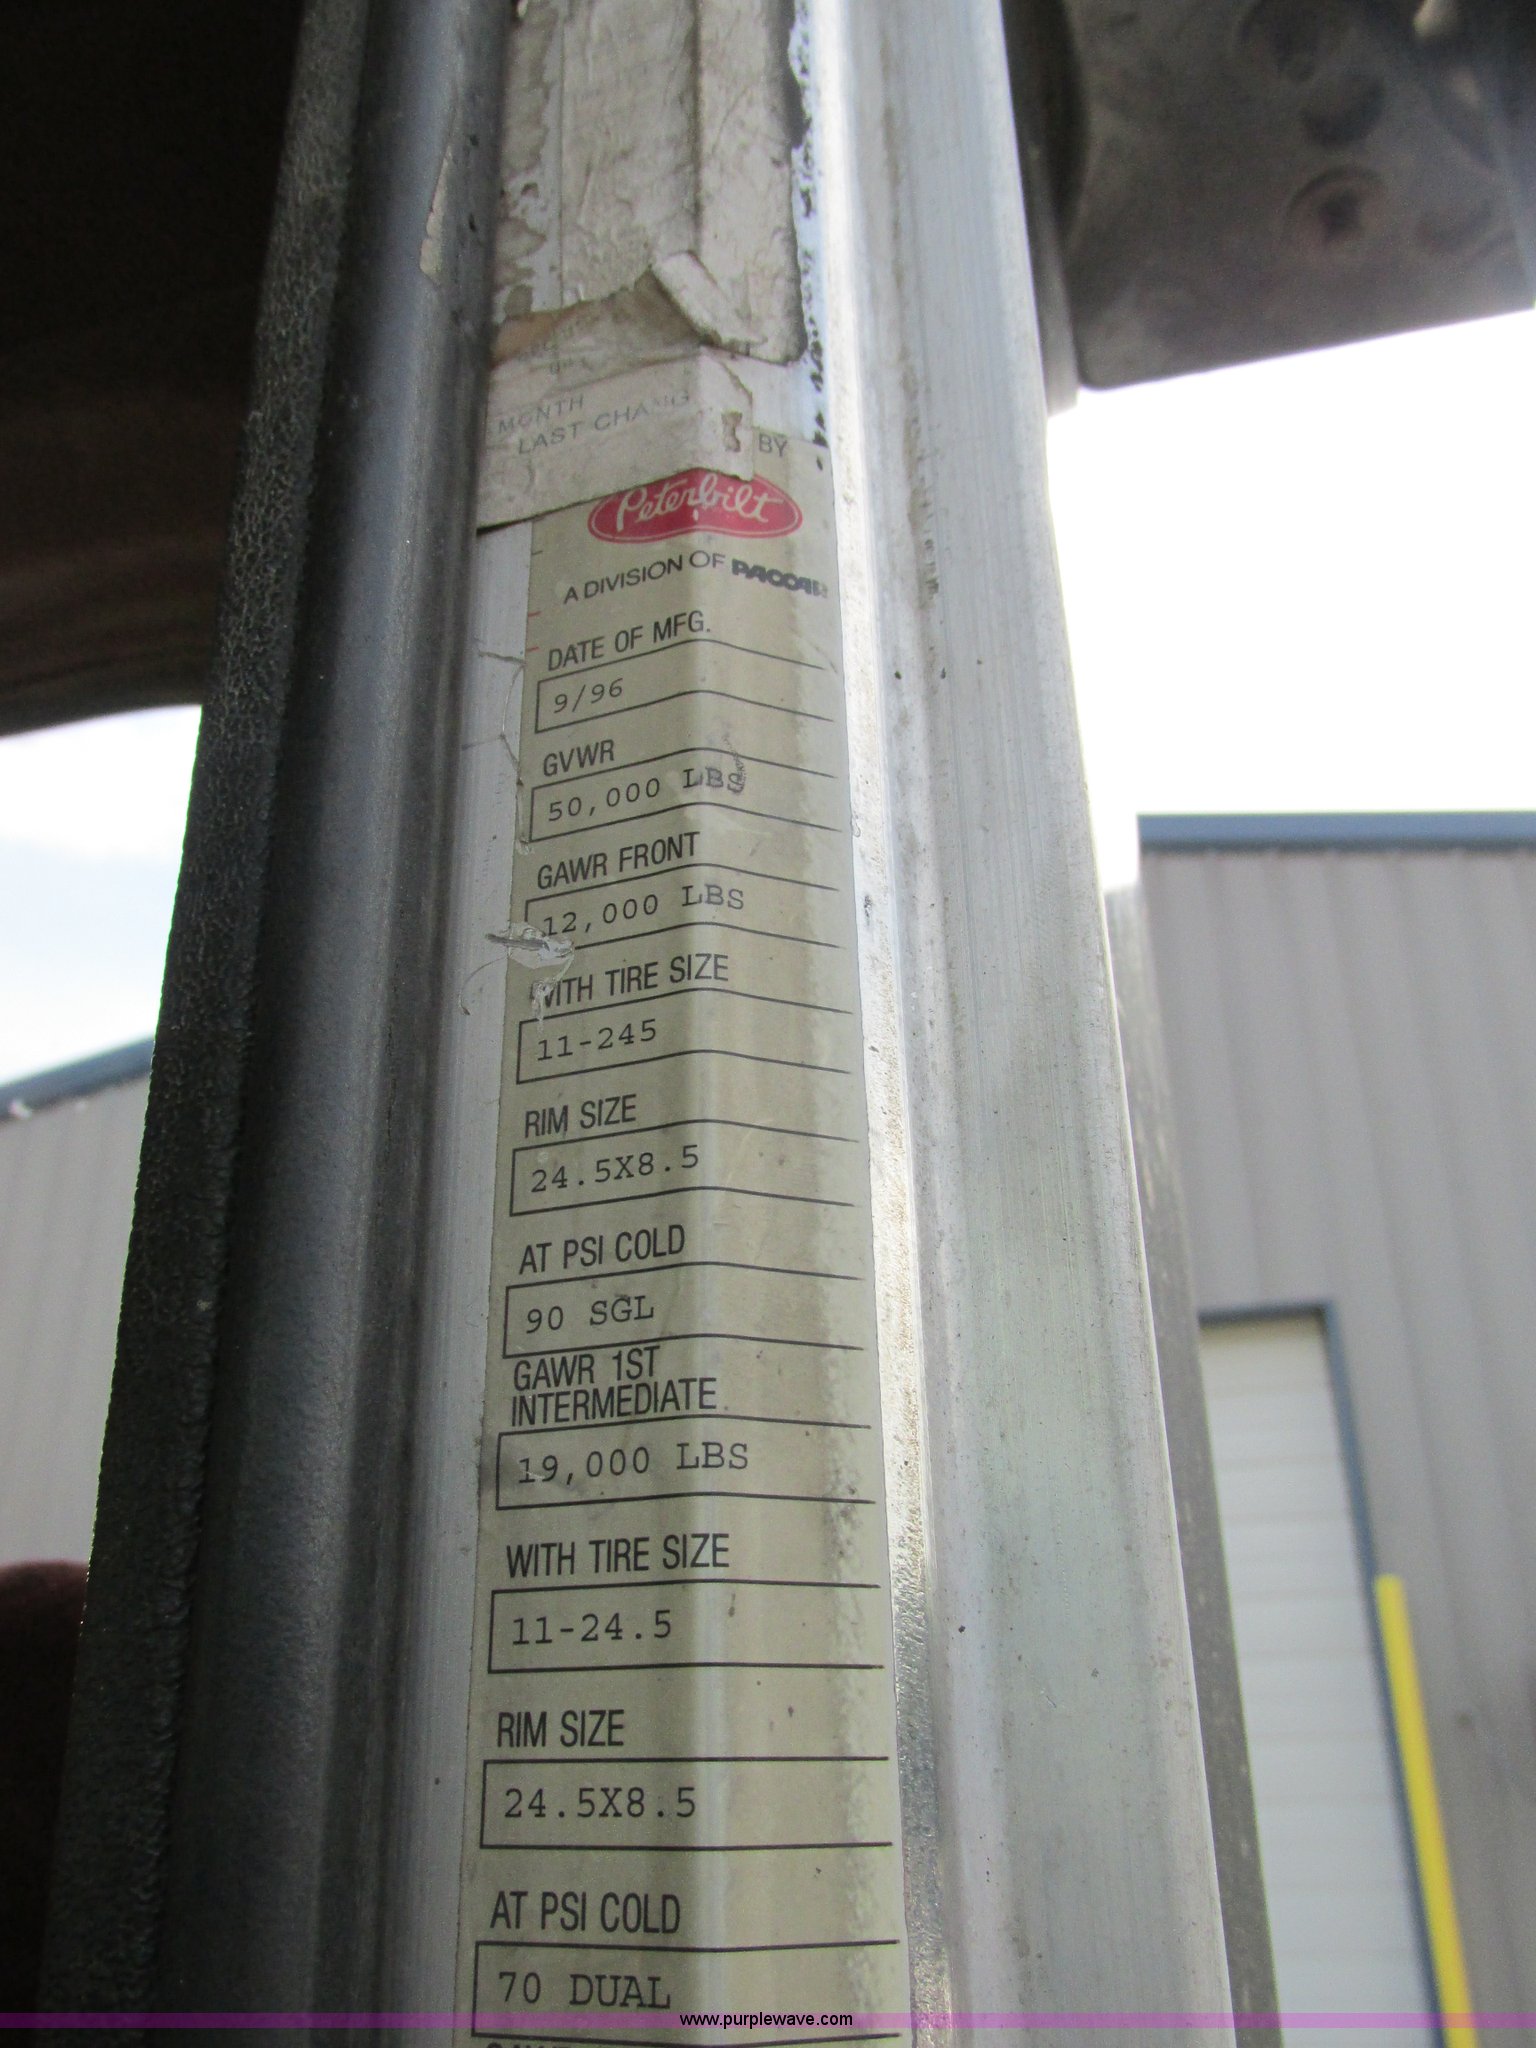 MONTH
LAST CHANG
BY
Peterbilt
A DIVISION OF PACCAR
DATE OF MFG.
9/96
GVWR
50,000 LBS
GAWR FRONT
12,000 LBS
WITH TIRE SIZE
11-245
RIM SIZE
24.5X8.5
AT PSI COLD
90 SGL
GAWR 1ST
INTERMEDIATE
19,000 LBS
WITH TIRE SIZE
11-24.5
RIM SIZE
24.5X8.5
AT PSI COLD
70 DUAL
www.purplewave.com